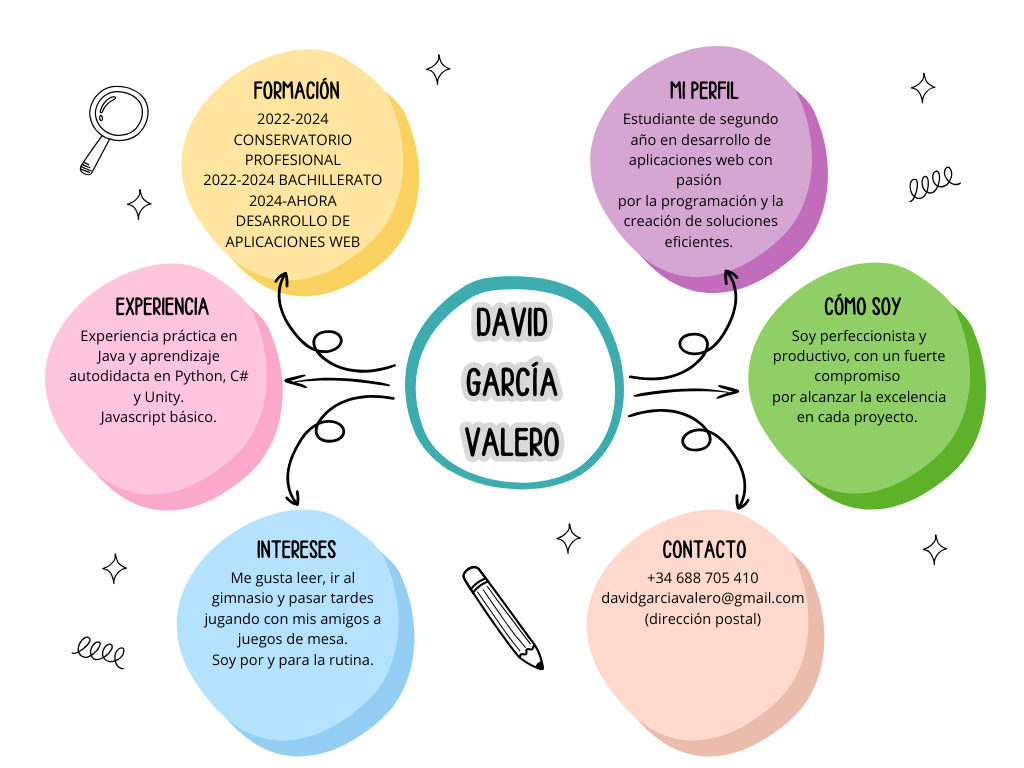 FORMACIÓN
2022-2024
CONSERVATORIO
PROFESIONAL
2022-2024 BACHILLERATO
2024-AHORA
DESARROLLO DE
APLICACIONES WEB
MI PERFIL
Estudiante de segundo
año en desarrollo de
aplicaciones web con
pasión
por la programación y la
creación de soluciones
eficientes.
EXPERIENCIA
Experiencia práctica en
Java y aprendizaje
autodidacta en Python, C#
y Unity.
Javascript básico.
DAVID
GARCÍA
VALERO
CÓMO SOY
Soy perfeccionista y
productivo, con un fuerte
compromiso
por alcanzar la excelencia
en cada proyecto.
INTERESES
Me gusta leer, ir al
gimnasio y pasar tardes
jugando con mis amigos a
juegos de mesa.
Soy por y para la rutina.
CONTACTO
+34 688 705 410
davidgarciavalero@gmail.com
(dirección postal)